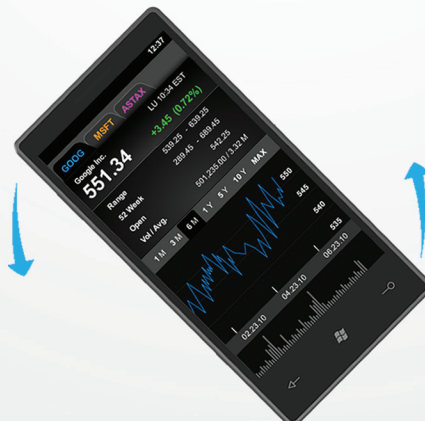 12:37
GOOG MSFT ASTAX
Google Inc. LU 10:34 EST
551.34 +3.45 (0.72%)
Range 539.25 - 639.25
52 Week 289.45 - 689.45
Open 542.25
Vol / Avg. 501,235.00 / 3.32 M
1 M 3 M 6 M 1 Y 5 Y 10 Y MAX
550
545
540
535
02.23.10 04.23.10 06.23.10